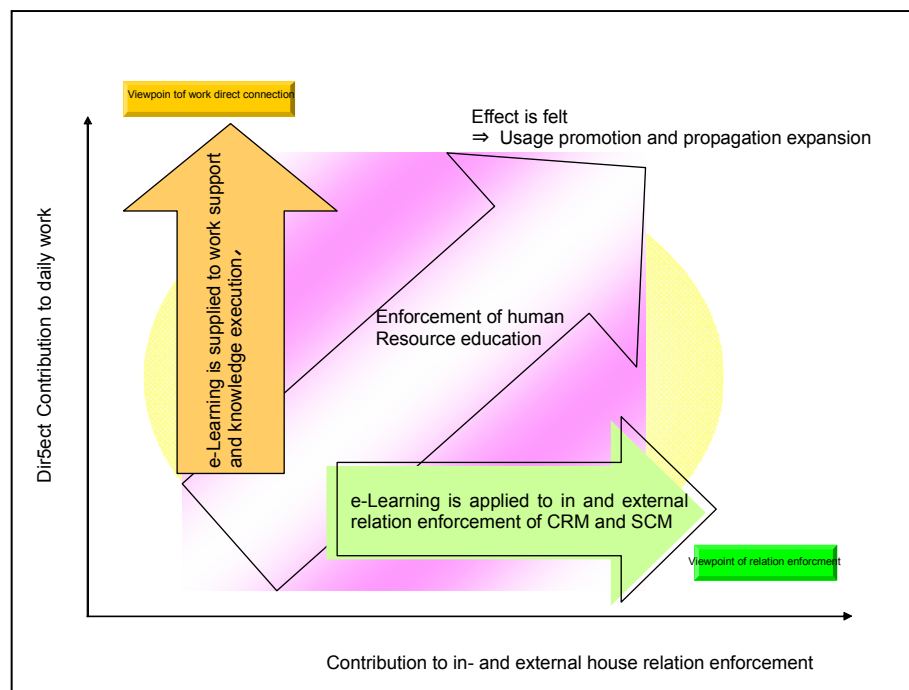 Viewpoin tof work direct connection
Effect is felt
⇒ Usage promotion and propagation expansion
Dir5ect Contribution to daily work
e-Learning is supplied to work support
and knowledge execution,
Enforcement of human
Resource education
e-Learning is applied to in and external
relation enforcement of CRM and SCM
Viewpoint of relation enforcment
Contribution to in- and external house relation enforcement